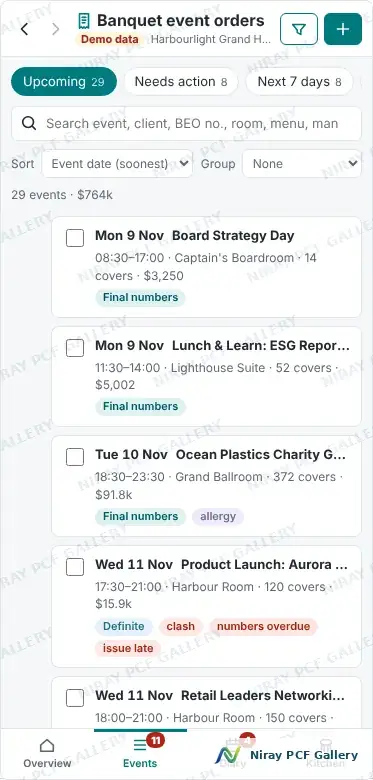 Banquet event orders
Demo data Harbourlight Grand H...
Upcoming 29 Needs action 8 Next 7 days 8
Search event, client, BEO no., room, menu, man
Sort Event date (soonest) Group None
29 events · $764k
Mon 9 Nov Board Strategy Day
08:30–17:00 · Captain's Boardroom · 14
covers · $3,250
Final numbers
Mon 9 Nov Lunch & Learn: ESG Repor...
11:30–14:00 · Lighthouse Suite · 52 covers ·
$5,002
Final numbers
Tue 10 Nov Ocean Plastics Charity G...
18:30–23:30 · Grand Ballroom · 372 covers ·
$91.8k
Final numbers allergy
Wed 11 Nov Product Launch: Aurora ...
17:30–21:00 · Harbour Room · 120 covers ·
$15.9k
Definite clash numbers overdue
issue late
Wed 11 Nov Retail Leaders Networki...
18:00–21:00 · Harbour Room · 150 covers ·
11
Overview Events Kitchen
Niray PCF Gallery
NIRAY PCF GALLERY